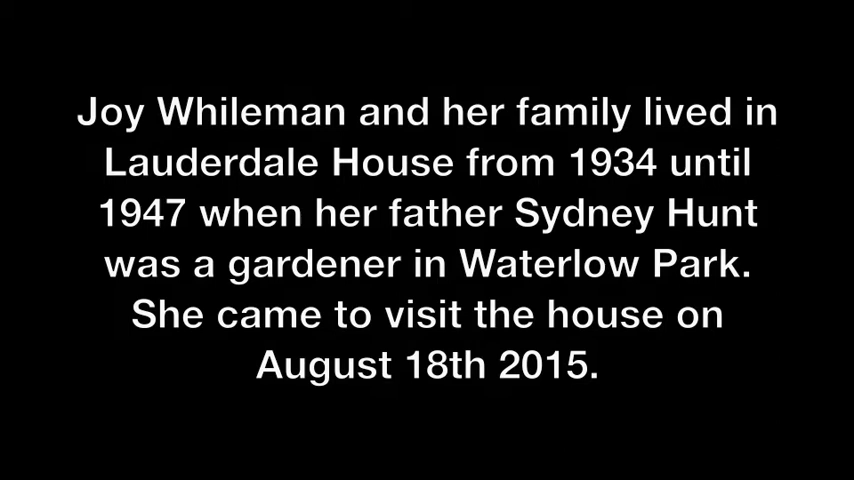 Joy Whileman and her family lived in
Lauderdale House from 1934 until
1947 when her father Sydney Hunt
was a gardener in Waterlow Park.
She came to visit the house on
August 18th 2015.